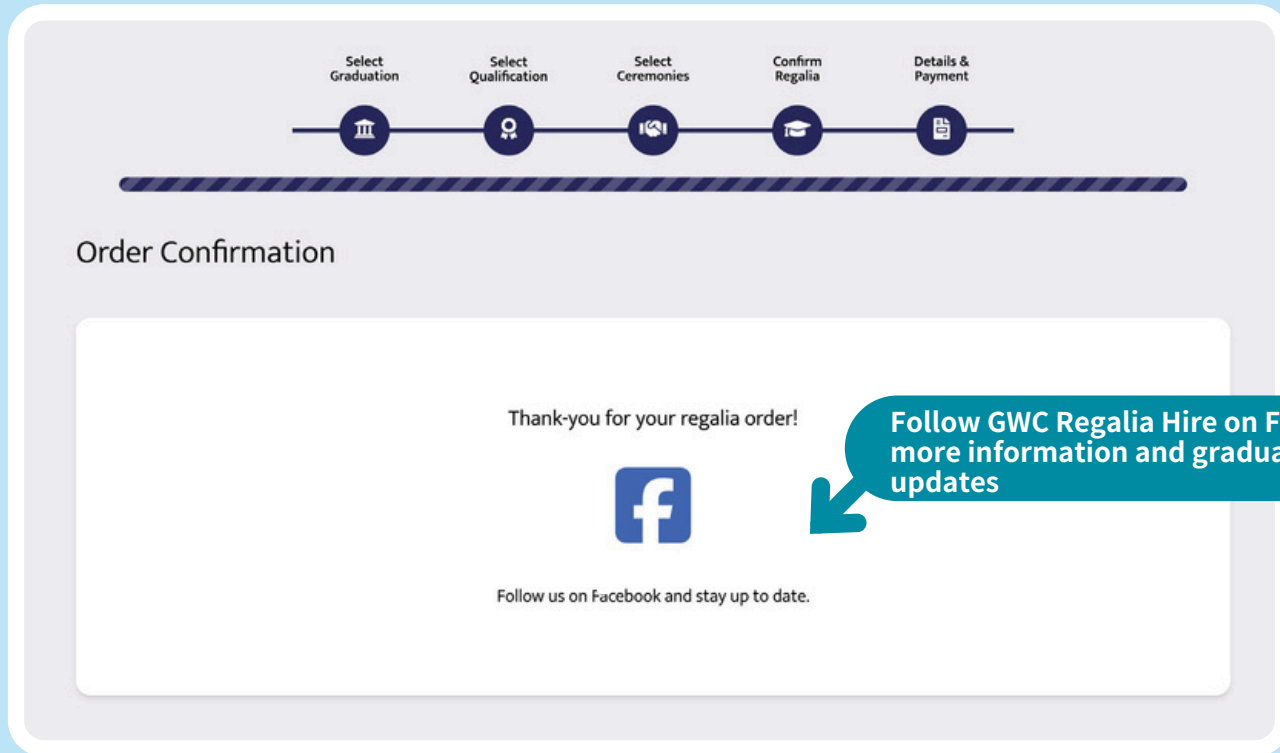 Select
Graduation
Select
Qualification
Select
Ceremonies
Confirm
Regalia
Details &
Payment
Order Confirmation
Thank-you for your regalia order!
Follow GWC Regalia Hire on
more information and
updates
Follow us on Facebook and stay up to date.